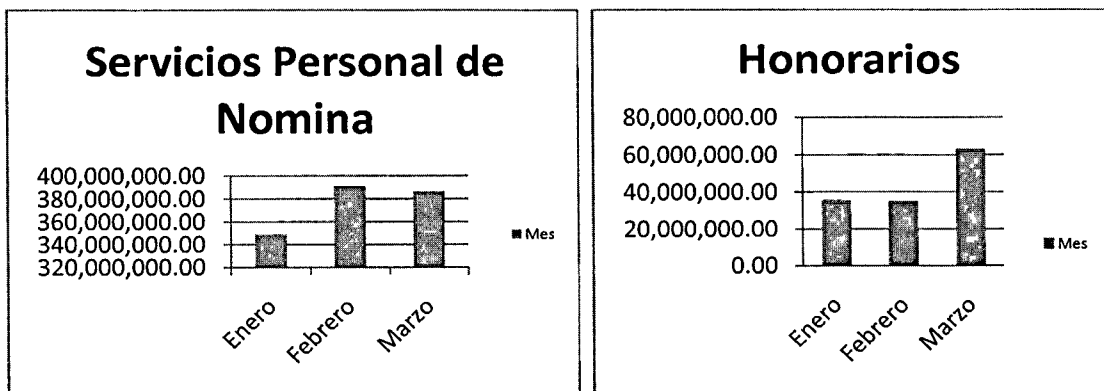 Servicios Personal de
Nomina
400,000,000.00
380,000,000.00
360,000,000.00
340,000,000.00
320,000,000.00
Enero
Febrero
Marzo
Mes
Honorarios
80,000,000.00
60,000,000.00
40,000,000.00
20,000,000.00
0.00
Enero
Febrero
Marzo
Mes